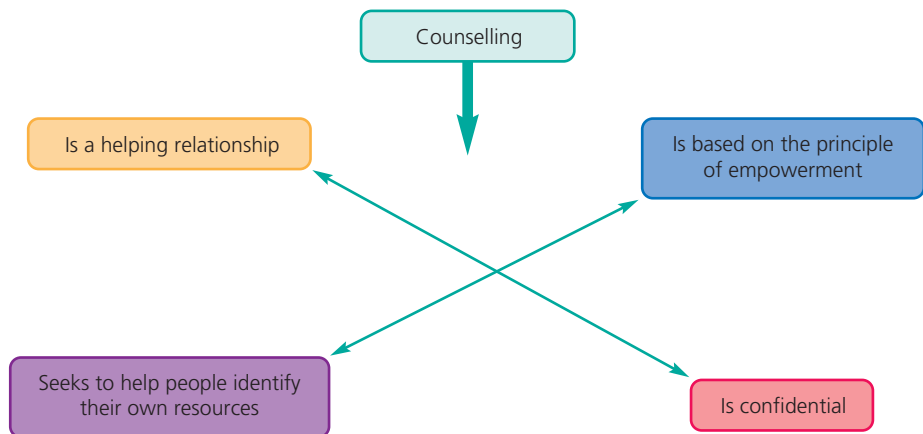 Counselling
Is a helping relationship
Is based on the principle
of empowerment
Seeks to help people identify
their own resources
Is confidential